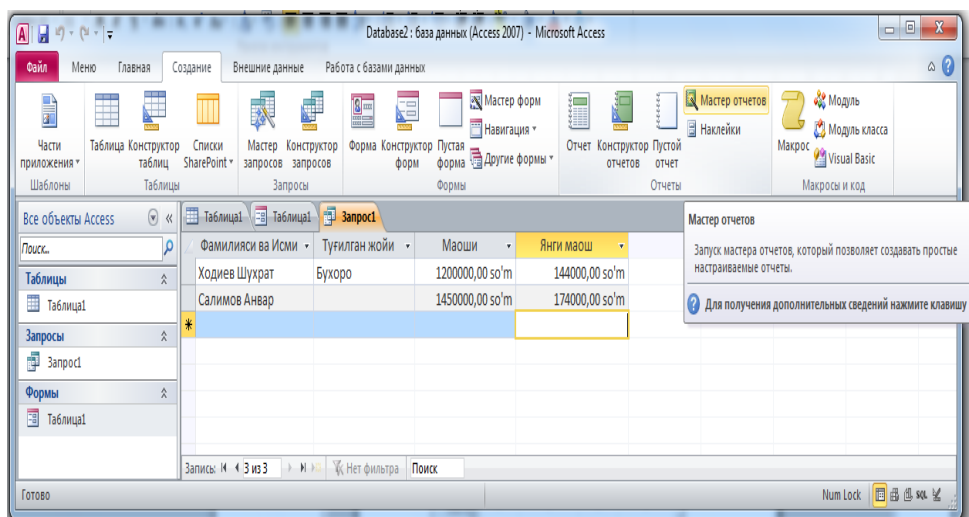 Database2 : база данных (Access 2007) - Microsoft Access
Файл Меню Главная Создание Внешние данные Работа с базами данных
Части приложения
Шаблоны
Таблица
Конструктор таблиц
Списки SharePoint
Таблицы
Мастер запросов
Конструктор запросов
Запросы
Форма
Конструктор форм
Пустая форма
Мастер форм
Навигация
Другие формы
Формы
Отчет
Конструктор отчетов
Пустой отчет
Мастер отчетов
Наклейки
Отчеты
Макрос
Модуль
Модуль класса
Visual Basic
Макросы и код
Мастер отчетов
Запуск мастера отчетов, который позволяет создавать простые
настраиваемые отчеты.
Для получения дополнительных сведений нажмите клавишу
Все объекты Access
Поиск...
Таблицы
Таблица1
Запросы
Запрос1
Формы
Таблица1
Таблица1 Таблица1 Запрос1
Фамилияси ва Исми Туғилган жойи Маоши Янги маош
Ходиев Шухрат Бухоро 1200000,00 so'm 144000,00 so'm
Салимов Анвар 1450000,00 so'm 174000,00 so'm
Запись: 3 из 3 Нет фильтра Поиск
Готово Num Lock SQL